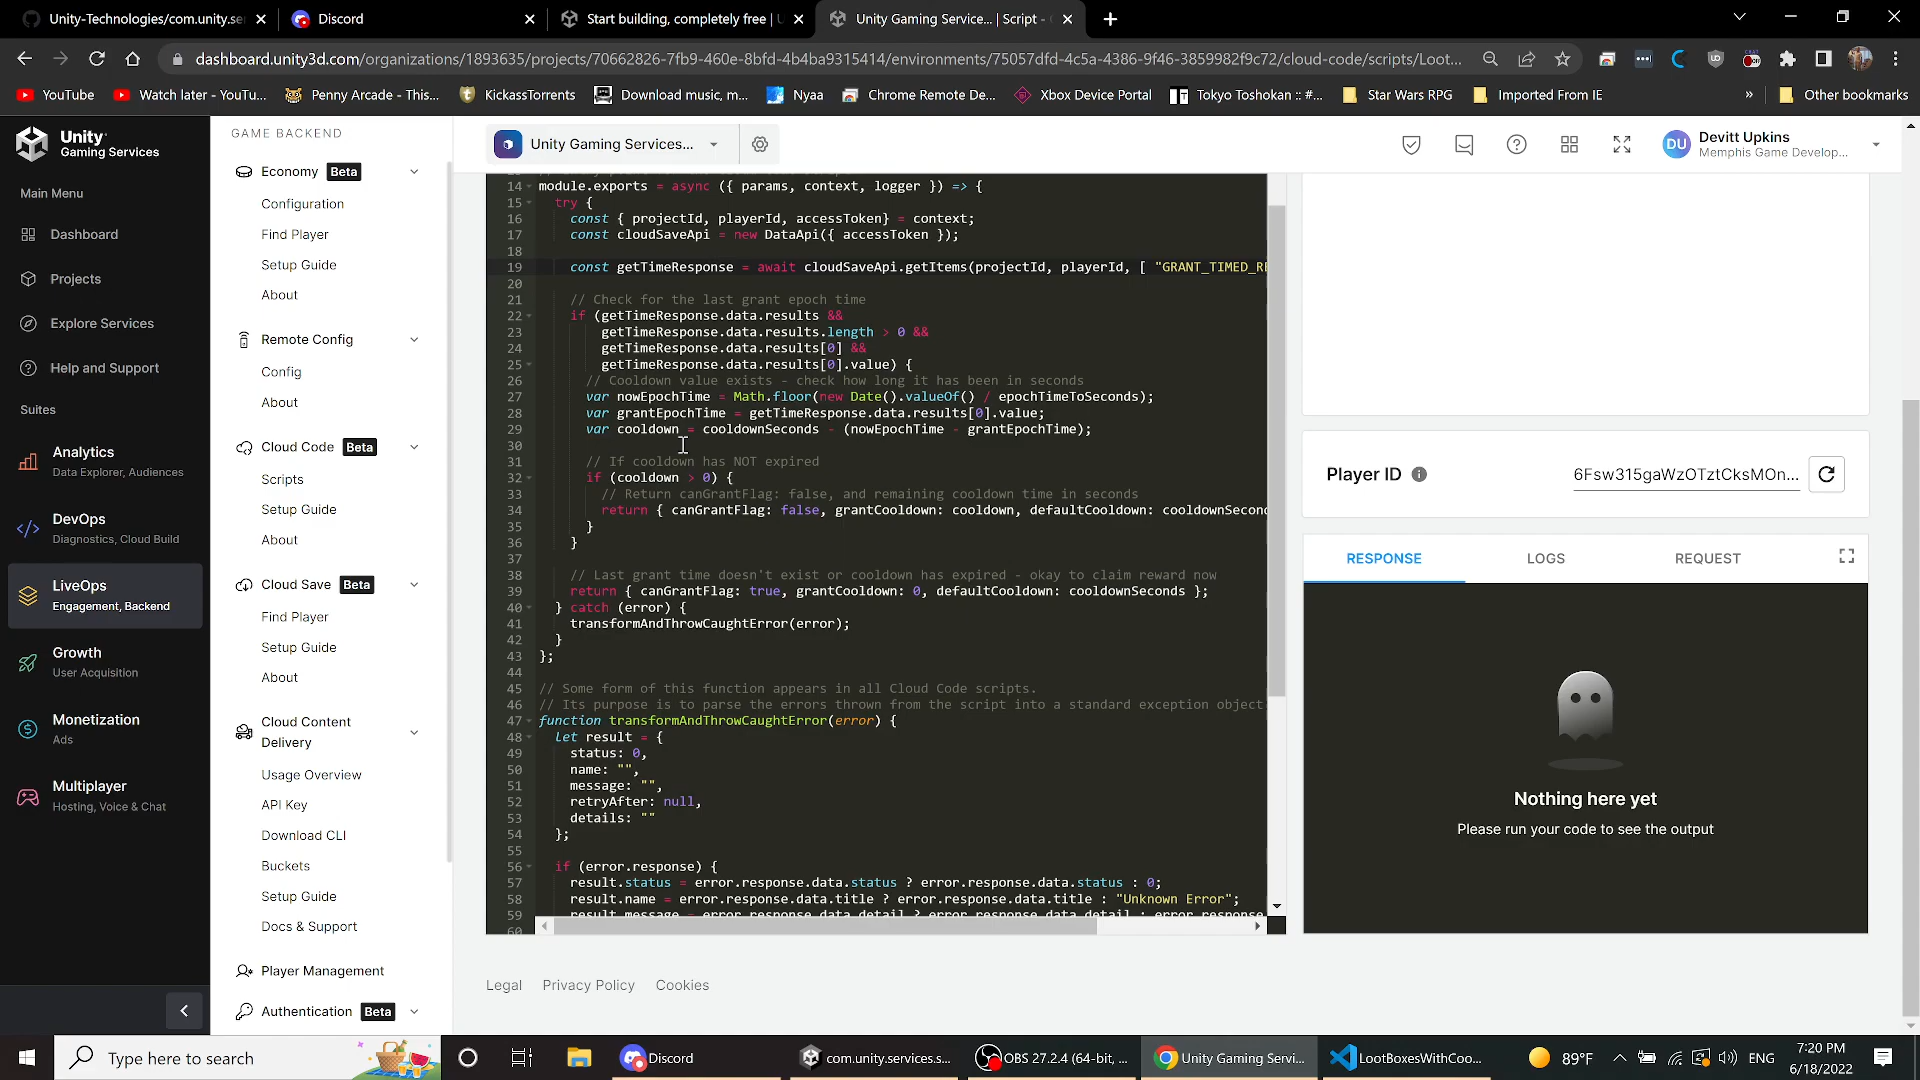 Unity-Technologies/com.unity.se
Discord
Start building, completely free | U
Unity Gaming Service... | Script -
dashboard.unity3d.com/organizations/1893635/projects/70662826-7fb9-460e-8bfd-4b4ba9315414/environments/75057dfd-4c5a-4386-9f46-3859982f9c72/cloud-code/scripts/Loot...
YouTube
Watch later - YouTu...
Penny Arcade - This...
KickassTorrents
Download music, m...
Nyaa
Chrome Remote De...
Xbox Device Portal
Tokyo Toshokan :: #...
Star Wars RPG
Imported From IE
»
Other bookmarks
Unity
Gaming Services
Main Menu
Dashboard
Projects
Explore Services
Help and Support
Suites
Analytics
Data Explorer, Audiences
DevOps
Diagnostics, Cloud Build
LiveOps
Engagement, Backend
Growth
User Acquisition
Monetization
Ads
Multiplayer
Hosting, Voice & Chat
GAME BACKEND
Economy Beta
Configuration
Find Player
Setup Guide
About
Remote Config
Config
About
Cloud Code Beta
Scripts
Setup Guide
About
Cloud Save Beta
Find Player
Setup Guide
About
Cloud Content
Delivery
Usage Overview
API Key
Download CLI
Buckets
Setup Guide
Docs & Support
Player Management
Authentication Beta
Unity Gaming Services...
DU
Devitt Upkins
Memphis Game Develop...
14 module.exports = async ({ params, context, logger }) => {
15 try {
16 const { projectId, playerId, accessToken} = context;
17 const cloudSaveApi = new DataApi({ accessToken });
18
19 const getTimeResponse = await cloudSaveApi.getItems(projectId, playerId, [ "GRANT_TIMED_RE
20
21 // Check for the last grant epoch time
22 if (getTimeResponse.data.results &&
23 getTimeResponse.data.results.length > 0 &&
24 getTimeResponse.data.results[0] &&
25 getTimeResponse.data.results[0].value) {
26 // Cooldown value exists - check how long it has been in seconds
27 var nowEpochTime = Math.floor(new Date().valueOf() / epochTimeToSeconds);
28 var grantEpochTime = getTimeResponse.data.results[0].value;
29 var cooldown = cooldownSeconds - (nowEpochTime - grantEpochTime);
30
31 // If cooldown has NOT expired
32 if (cooldown > 0) {
33 // Return canGrantFlag: false, and remaining cooldown time in seconds
34 return { canGrantFlag: false, grantCooldown: cooldown, defaultCooldown: cooldownSecond
35 }
36 }
37
38 // Last grant time doesn't exist or cooldown has expired - okay to claim reward now
39 return { canGrantFlag: true, grantCooldown: 0, defaultCooldown: cooldownSeconds };
40 } catch (error) {
41 transformAndThrowCaughtError(error);
42 }
43 };
44
45 // Some form of this function appears in all Cloud Code scripts.
46 // Its purpose is to parse the errors thrown from the script into a standard exception object
47 function transformAndThrowCaughtError(error) {
48 let result = {
49 status: 0,
50 name: "",
51 message: "",
52 retryAfter: null,
53 details: ""
54 };
55
56 if (error.response) {
57 result.status = error.response.data.status ? error.response.data.status : 0;
58 result.name = error.response.data.title ? error.response.data.title : "Unknown Error";
59 result.message = error.response.data.detail ? error.response.data.detail : error.response
60
Player ID
6Fsw315gaWzOTztCksMOn...
RESPONSE
LOGS
REQUEST
Nothing here yet
Please run your code to see the output
Legal
Privacy Policy
Cookies
Type here to search
Discord
com.unity.services.s...
OBS 27.2.4 (64-bit, ...
Unity Gaming Servi...
LootBoxesWithCoo...
89°F
ENG
7:20 PM
6/18/2022